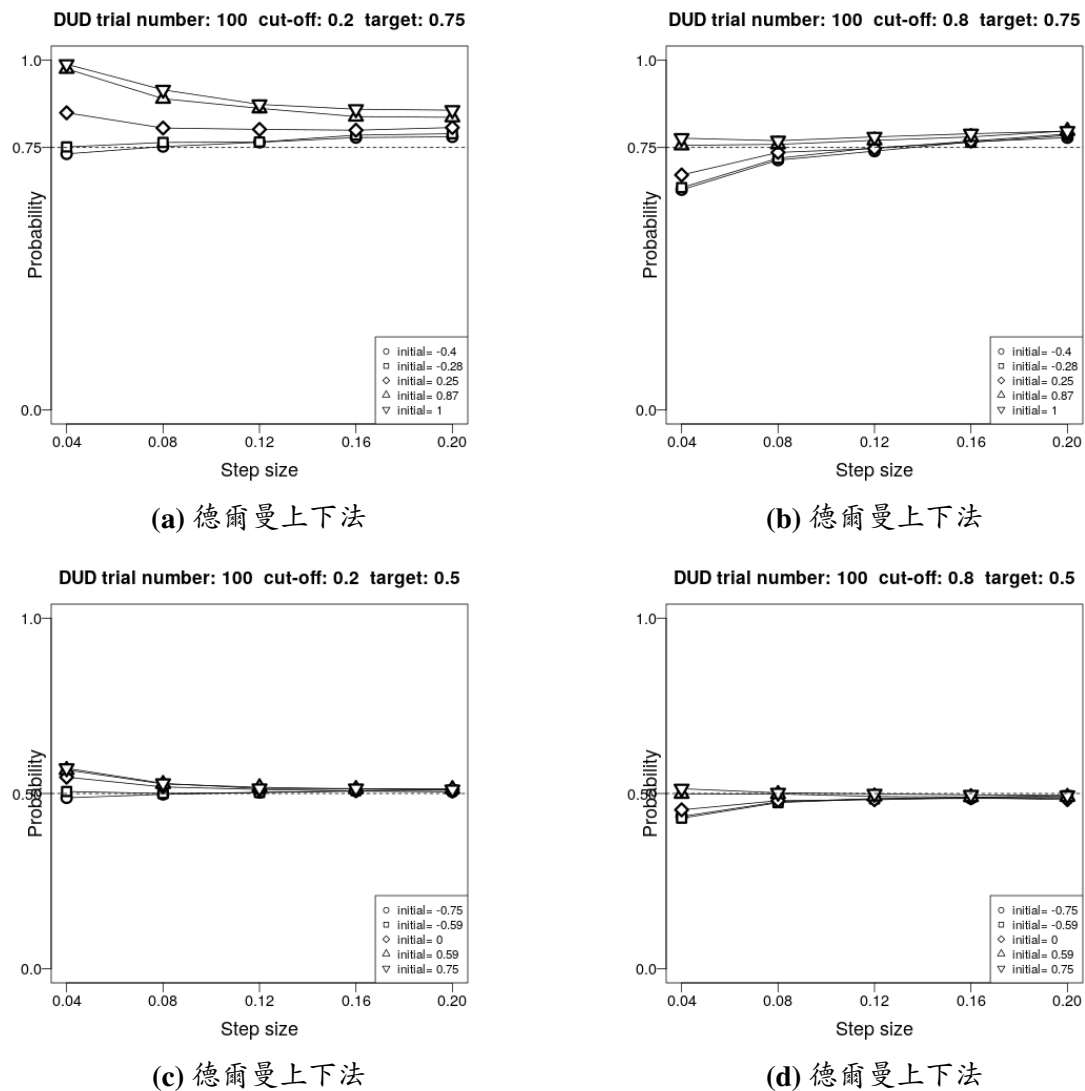 DUD trial number: 100 cut-off: 0.2 target: 0.75
1.0
0.75
0.0
Probability
initial= -0.4
initial= -0.28
initial= 0.25
initial= 0.87
initial= 1
0.04 0.08 0.12 0.16 0.20
Step size
(a) 德爾曼上下法
DUD trial number: 100 cut-off: 0.8 target: 0.75
1.0
0.75
0.0
Probability
initial= -0.4
initial= -0.28
initial= 0.25
initial= 0.87
initial= 1
0.04 0.08 0.12 0.16 0.20
Step size
(b) 德爾曼上下法
DUD trial number: 100 cut-off: 0.2 target: 0.5
1.0
0.0
Probability
initial= -0.75
initial= -0.59
initial= 0
initial= 0.59
initial= 0.75
0.04 0.08 0.12 0.16 0.20
Step size
(c) 德爾曼上下法
DUD trial number: 100 cut-off: 0.8 target: 0.5
1.0
0.0
Probability
initial= -0.75
initial= -0.59
initial= 0
initial= 0.59
initial= 0.75
0.04 0.08 0.12 0.16 0.20
Step size
(d) 德爾曼上下法